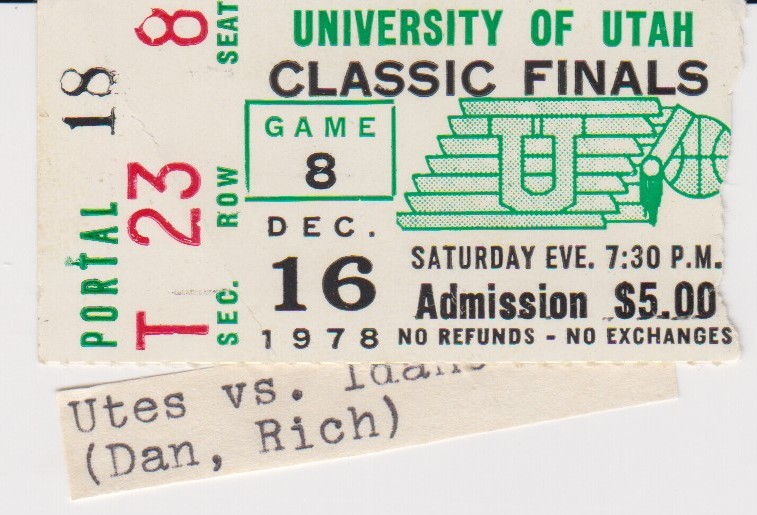 UNIVERSITY OF UTAH
CLASSIC FINALS
GAME
8
DEC.
16
1978
U
SATURDAY EVE. 7:30 P.M.
Admission $5.00
NO REFUNDS - NO EXCHANGES
PORTAL 18
T 23 8
SEC. ROW SEAT
Utes vs.
(Dan, Rich)